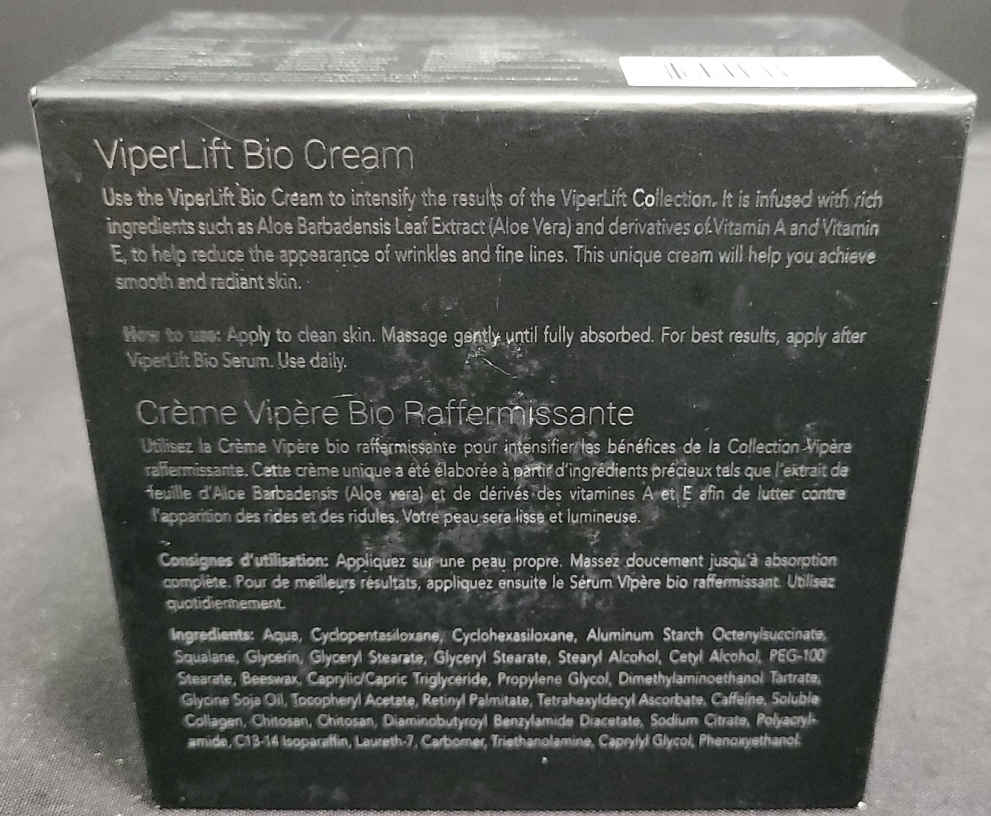 ViperLift Bio Cream
Use the ViperLift Bio Cream to intensify the results of the ViperLift Collection. It is infused with rich
ingredients such as Aloe Barbadensis Leaf Extract (Aloe Vera) and derivatives of Vitamin A and Vitamin
E, to help reduce the appearance of wrinkles and fine lines. This unique cream will help you achieve
smooth and radiant skin.
How to use: Apply to clean skin. Massage gently until fully absorbed. For best results, apply after
ViperLift Bio Serum. Use daily.
Crème Vipère Bio Raffermissante
Utilisez la Crème Vipère bio raffermissante pour intensifier les bénéfices de la Collection Vipère
raffermissante. Cette crème unique a été élaborée à partir d'ingrédients précieux tels que l'extrait de
feuille d'Aloe Barbadensis (Aloe vera) et de dérivés des vitamines A et E afin de lutter contre
l'apparition des rides et des ridules. Votre peau sera lisse et lumineuse.
Consignes d'utilisation: Appliquez sur une peau propre. Massez doucement jusqu'à absorption
complète. Pour de meilleurs résultats, appliquez ensuite le Sérum Vipère bio raffermissant. Utilisez
quotidiennement.
Ingredients: Aqua, Cyclopentasiloxane, Cyclohexasiloxane, Aluminum Starch Octenylsuccinate,
Squalane, Glycerin, Glyceryl Stearate, Glyceryl Stearate, Stearyl Alcohol, Cetyl Alcohol, PEG-100
Stearate, Beeswax, Caprylic/Capric Triglyceride, Propylene Glycol, Dimethylaminoethanol Tartrate,
Glycine Soja Oil, Tocopheryl Acetate, Retinyl Palmitate, Tetrahexyldecyl Ascorbate, Caffeine, Soluble
Collagen, Chitosan, Chitosan, Diaminobutyroyl Benzylamide Diacetate, Sodium Citrate, Polyacryl-
amide, C13-14 Isoparaffin, Laureth-7, Carbomer, Triethanolamine, Caprylyl Glycol, Phenoxyethanol.